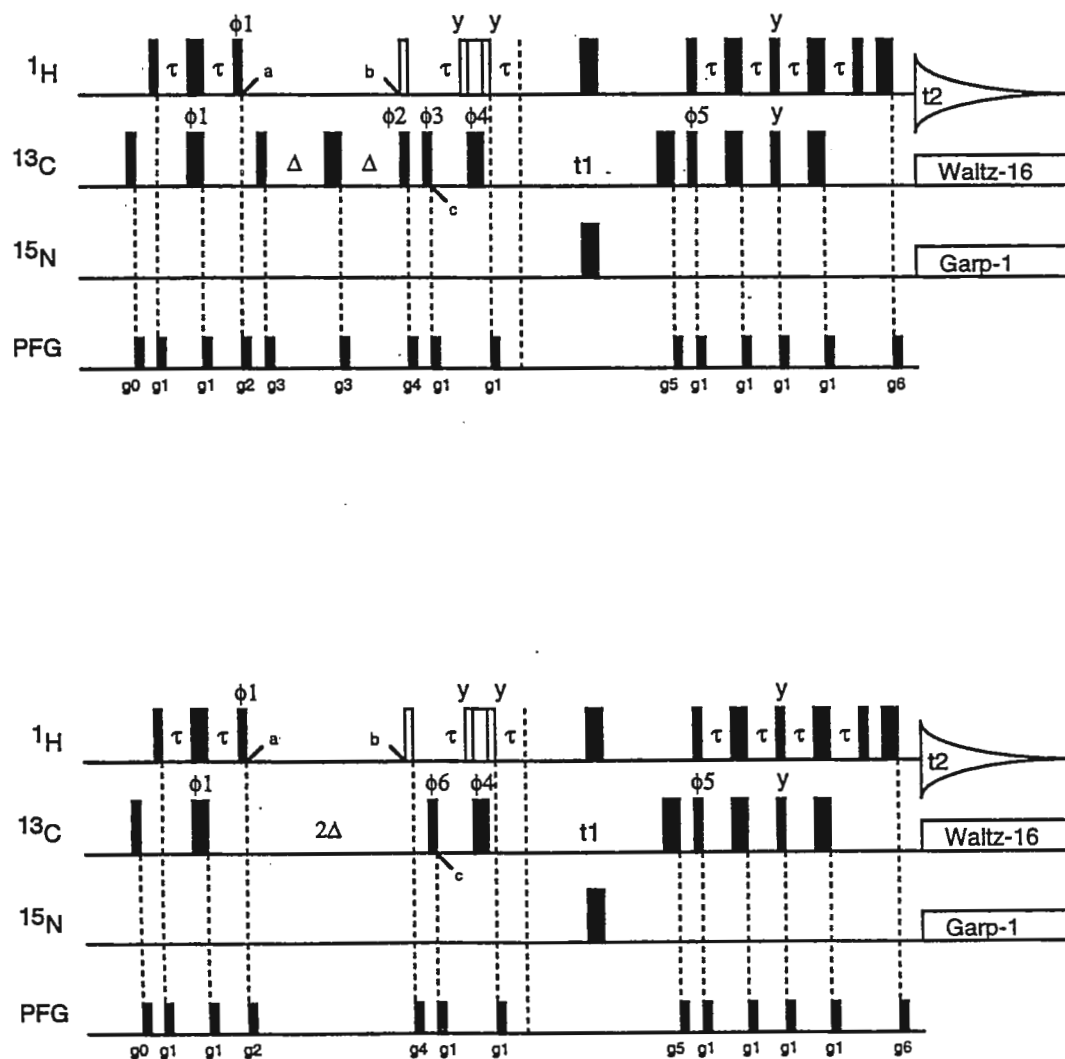 ϕ1 y y y
¹H τ τ a b τ τ τ τ τ τ t2
ϕ1 ϕ2 ϕ3 ϕ4 ϕ5 y
¹³C Δ Δ c t1 Waltz-16
¹⁵N Garp-1
PFG
g0 g1 g1 g2 g3 g3 g4 g1 g1 g5 g1 g1 g1 g1 g6
ϕ1 y y y
¹H τ τ a b τ τ τ τ τ τ t2
ϕ1 ϕ6 ϕ4 ϕ5 y
¹³C 2Δ c t1 Waltz-16
¹⁵N Garp-1
PFG
g0 g1 g1 g2 g4 g1 g1 g5 g1 g1 g1 g1 g6